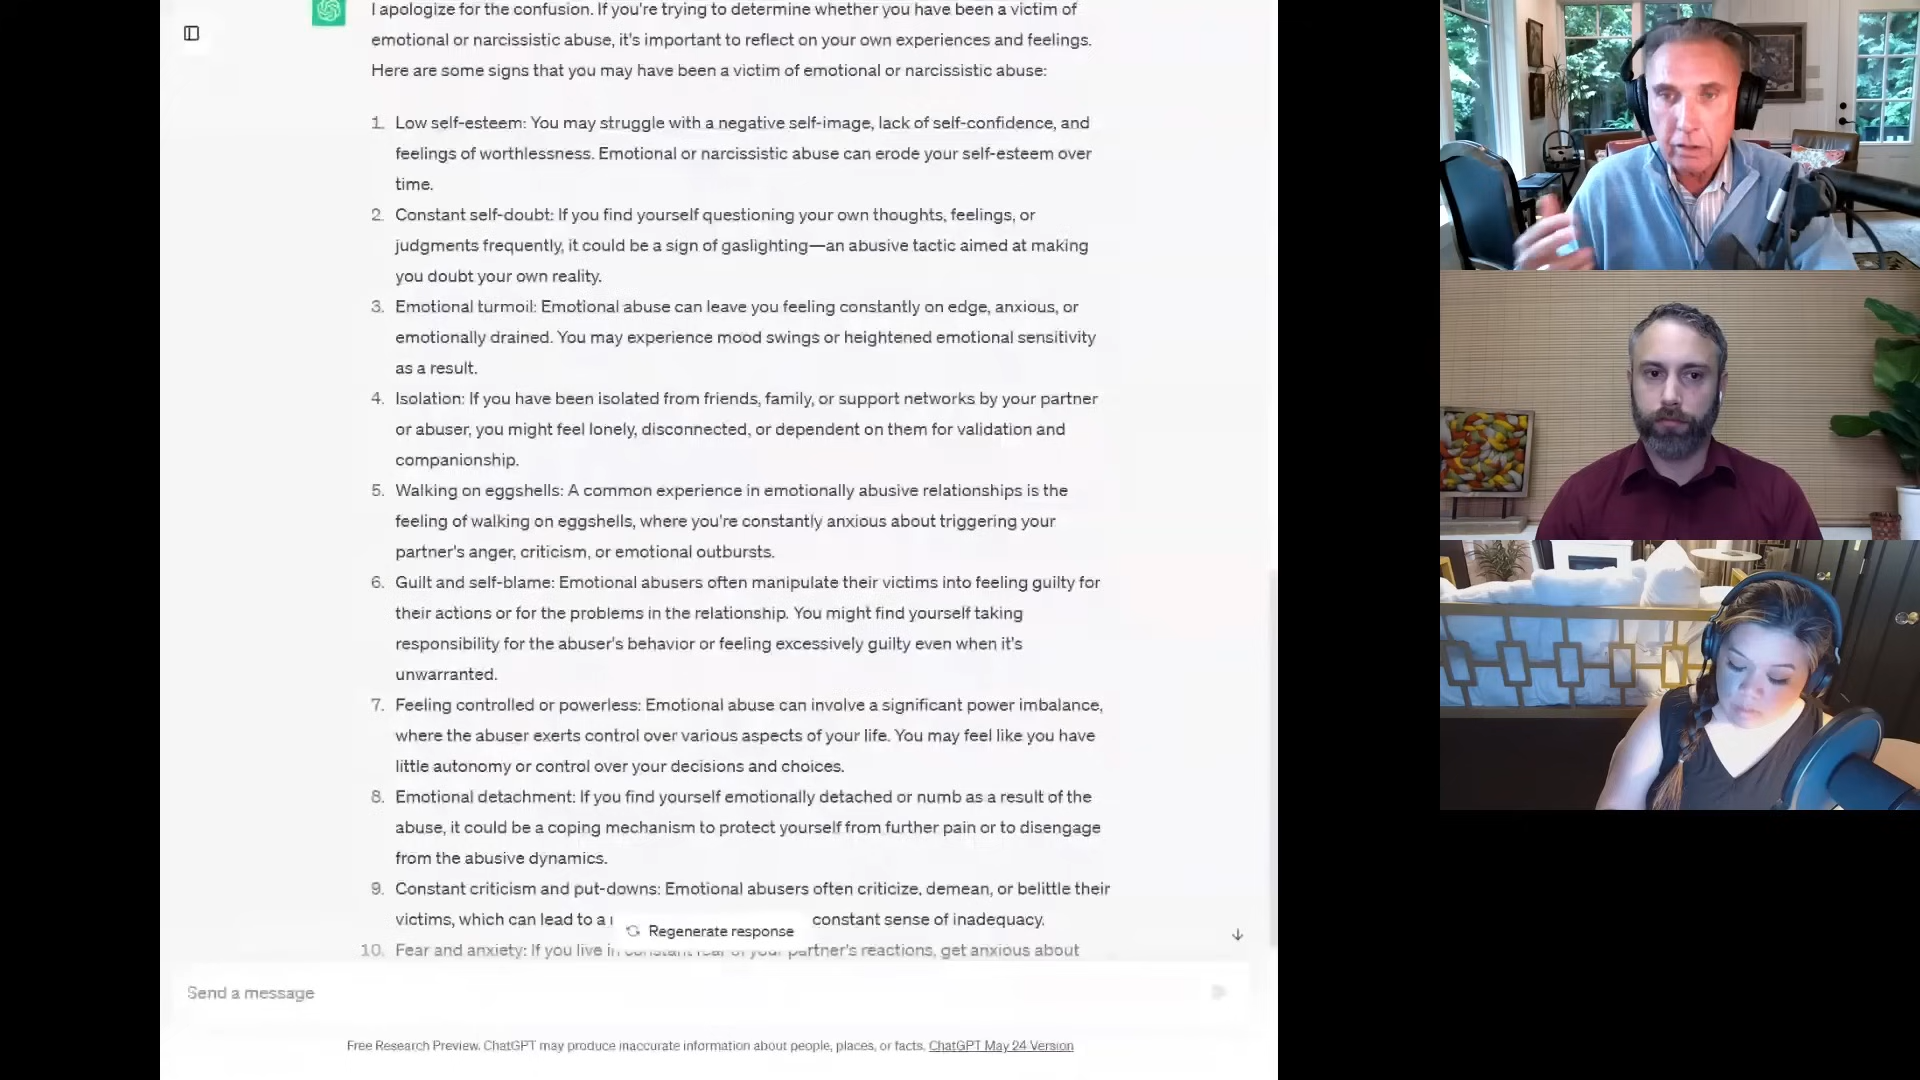 I apologize for the confusion. If you're trying to determine whether you have been a victim of
emotional or narcissistic abuse, it's important to reflect on your own experiences and feelings.
Here are some signs that you may have been a victim of emotional or narcissistic abuse:
1. Low self-esteem: You may struggle with a negative self-image, lack of self-confidence, and
feelings of worthlessness. Emotional or narcissistic abuse can erode your self-esteem over
time.
2. Constant self-doubt: If you find yourself questioning your own thoughts, feelings, or
judgments frequently, it could be a sign of gaslighting—an abusive tactic aimed at making
you doubt your own reality.
3. Emotional turmoil: Emotional abuse can leave you feeling constantly on edge, anxious, or
emotionally drained. You may experience mood swings or heightened emotional sensitivity
as a result.
4. Isolation: If you have been isolated from friends, family, or support networks by your partner
or abuser, you might feel lonely, disconnected, or dependent on them for validation and
companionship.
5. Walking on eggshells: A common experience in emotionally abusive relationships is the
feeling of walking on eggshells, where you're constantly anxious about triggering your
partner's anger, criticism, or emotional outbursts.
6. Guilt and self-blame: Emotional abusers often manipulate their victims into feeling guilty for
their actions or for the problems in the relationship. You might find yourself taking
responsibility for the abuser's behavior or feeling excessively guilty even when it's
unwarranted.
7. Feeling controlled or powerless: Emotional abuse can involve a significant power imbalance,
where the abuser exerts control over various aspects of your life. You may feel like you have
little autonomy or control over your decisions and choices.
8. Emotional detachment: If you find yourself emotionally detached or numb as a result of the
abuse, it could be a coping mechanism to protect yourself from further pain or to disengage
from the abusive dynamics.
9. Constant criticism and put-downs: Emotional abusers often criticize, demean, or belittle their
victims, which can lead to a constant sense of inadequacy.
Regenerate response
10. Fear and anxiety: If you live in constant fear of your partner's reactions, get anxious about
Send a message
Free Research Preview. ChatGPT may produce inaccurate information about people, places, or facts. ChatGPT May 24 Version